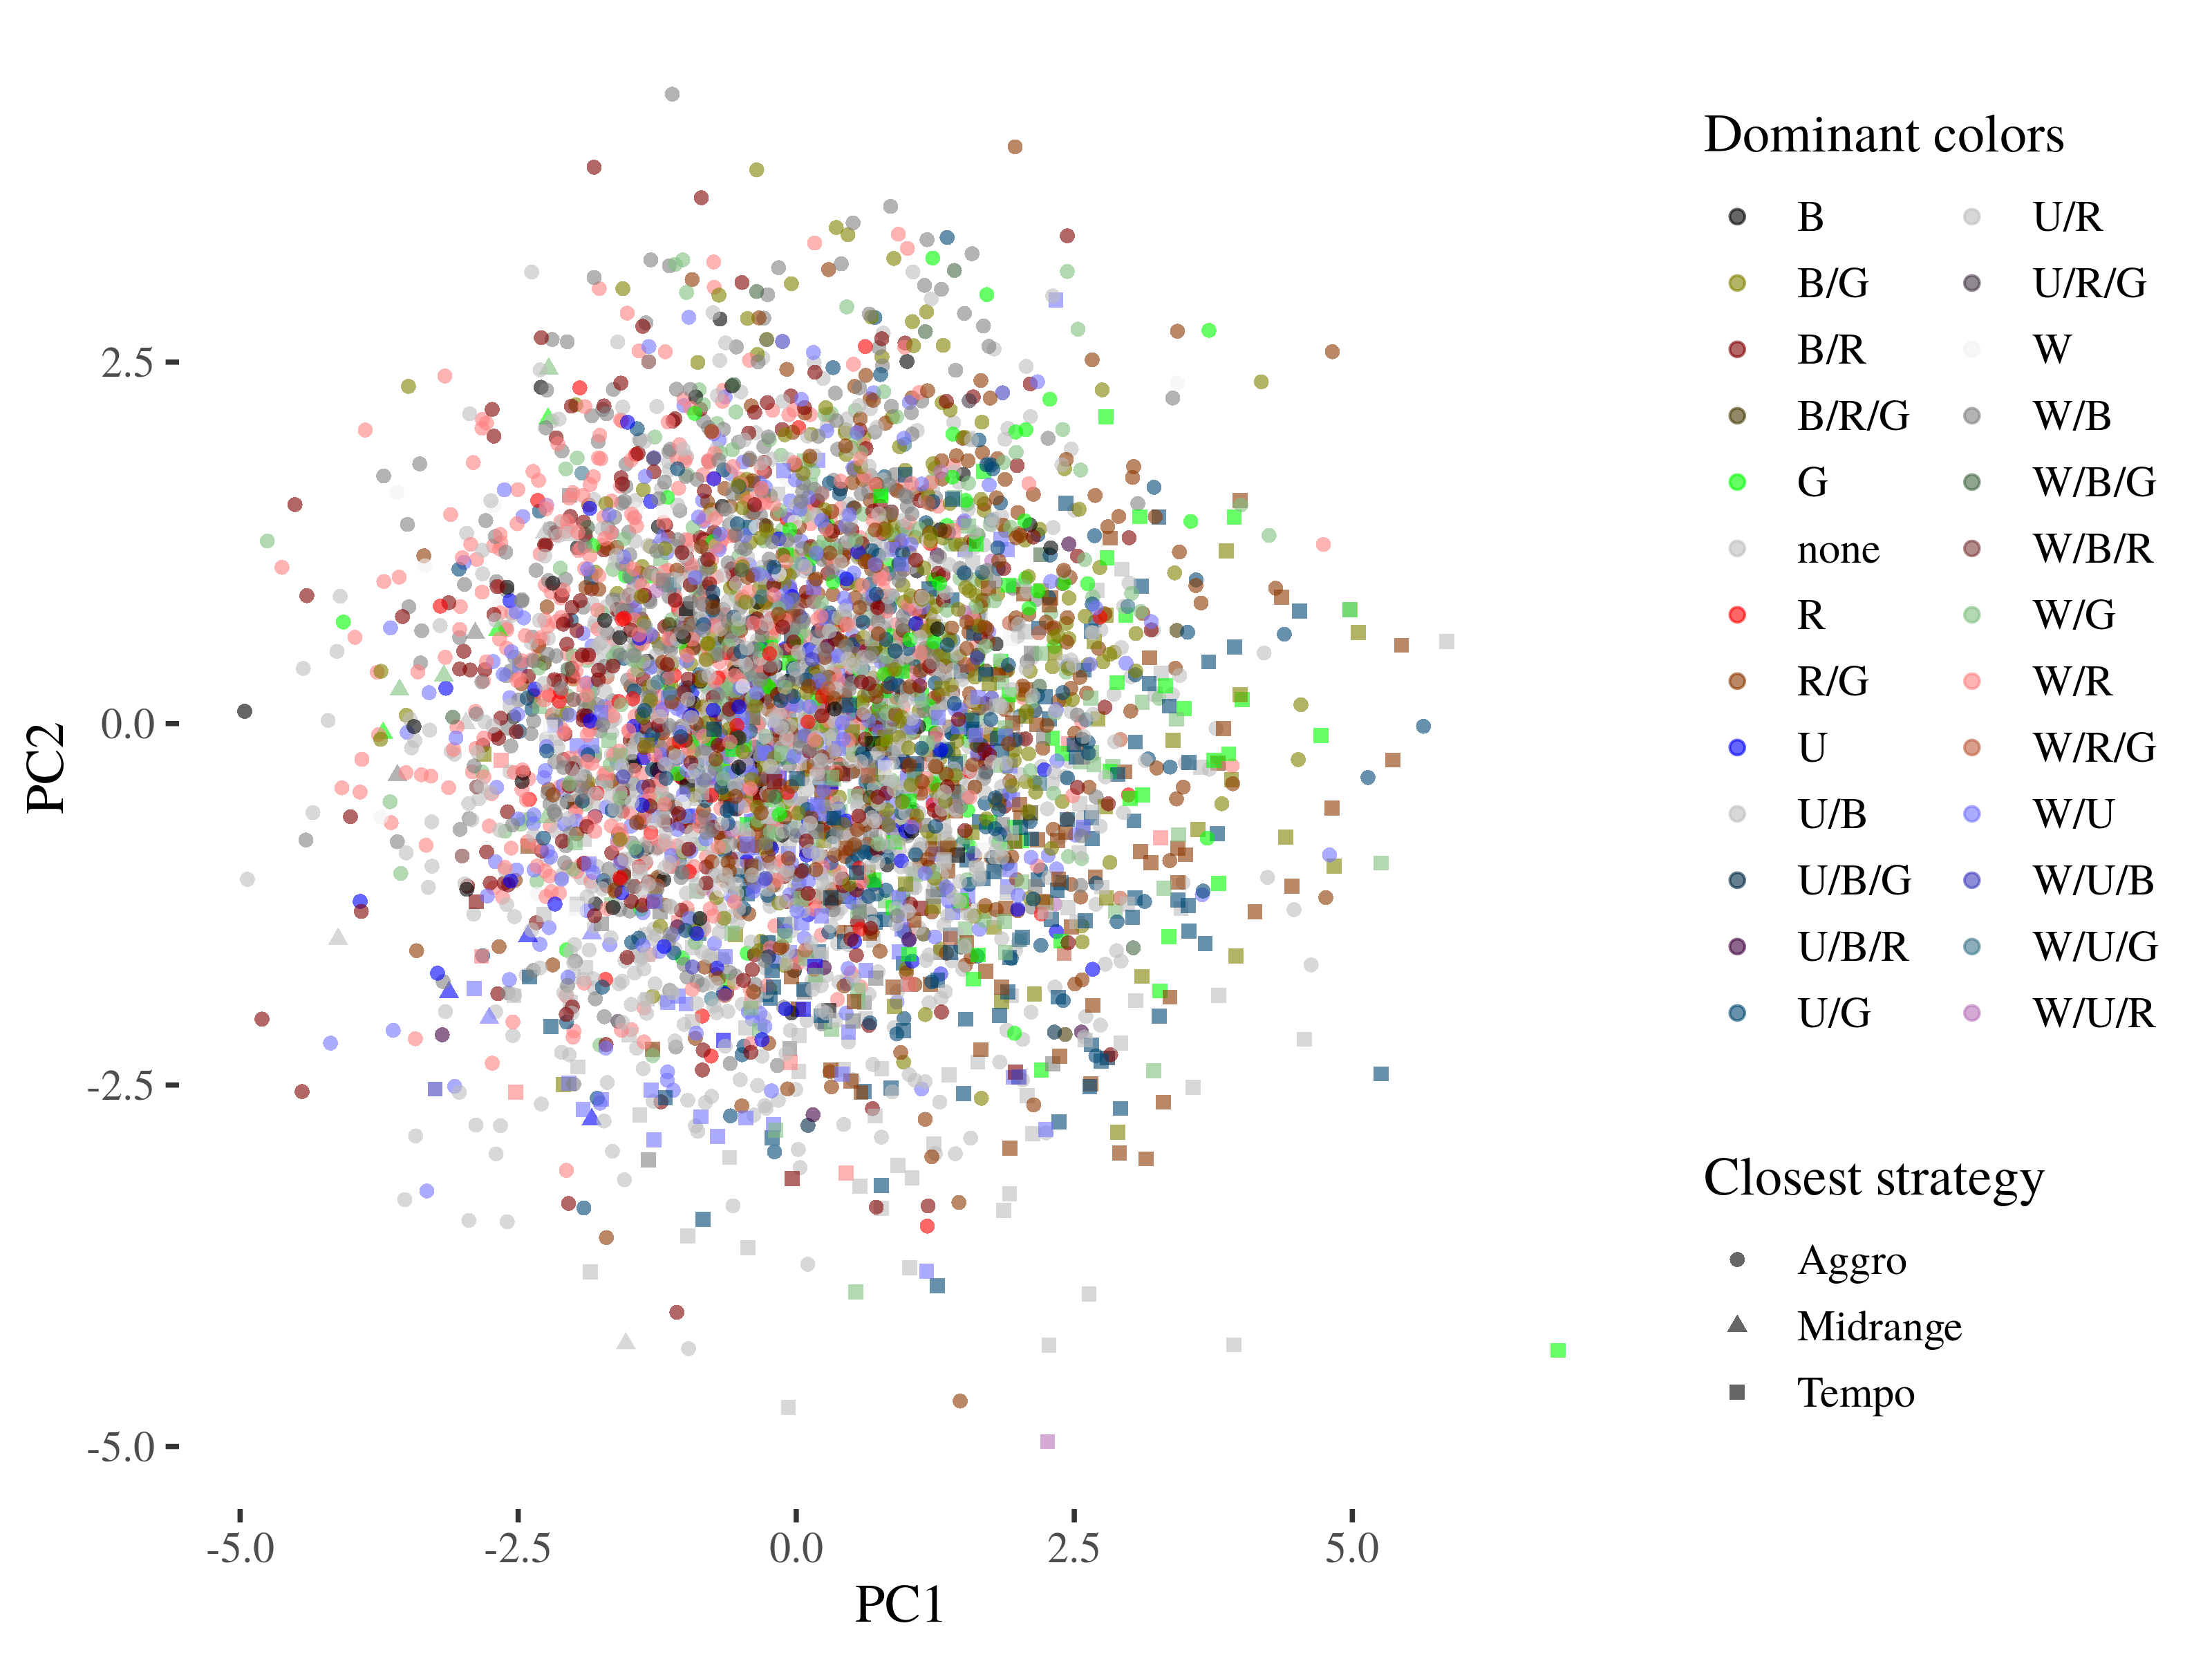 Dominant colors
B
U/R
B/G
U/R/G
B/R
W
B/R/G
W/B
G
W/B/G
none
W/B/R
R
W/G
R/G
W/R
U
W/R/G
U/B
W/U
U/B/G
W/U/B
U/B/R
W/U/G
U/G
W/U/R
Closest strategy
Aggro
Midrange
Tempo
PC2
2.5
0.0
-2.5
-5.0
-5.0
-2.5
0.0
2.5
5.0
PC1